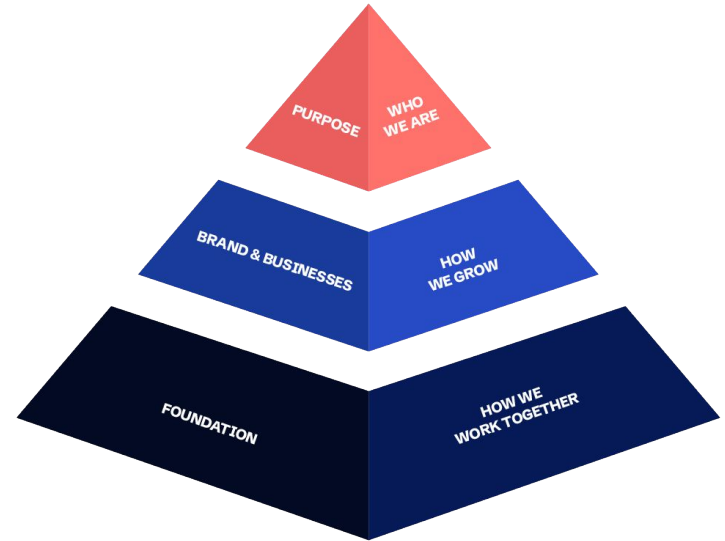 PURPOSE
WHO
WE ARE
BRAND & BUSINESSES
HOW
WE GROW
FOUNDATION
HOW WE
WORK TOGETHER